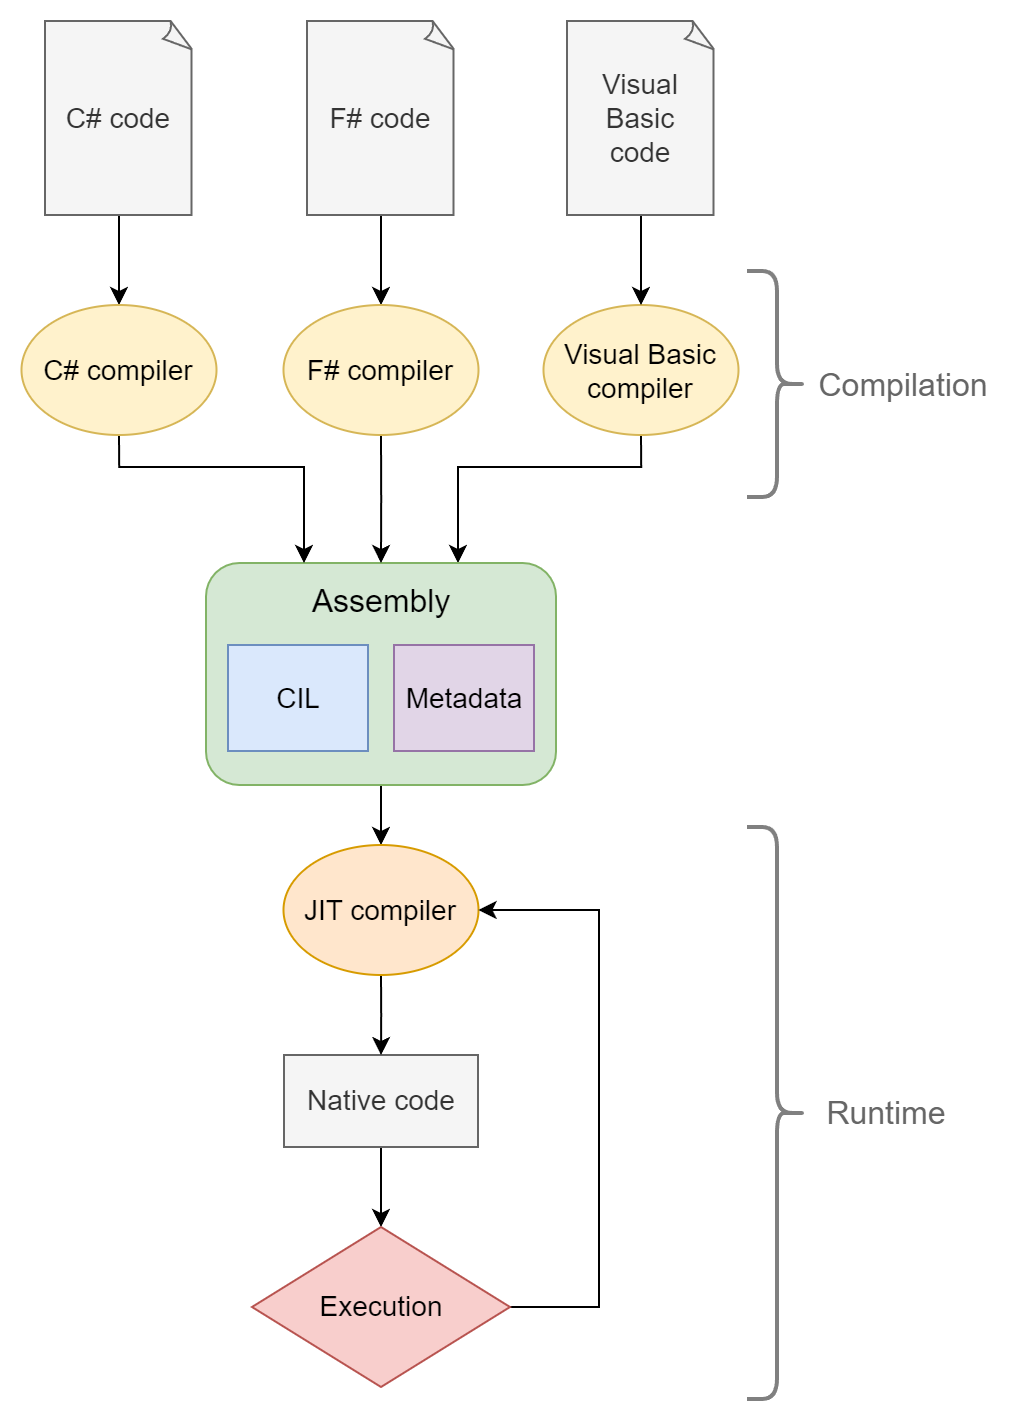 C# code
F# code
Visual
Basic
code
C# compiler
F# compiler
Visual Basic
compiler
Compilation
Assembly
CIL
Metadata
JIT compiler
Native code
Runtime
Execution